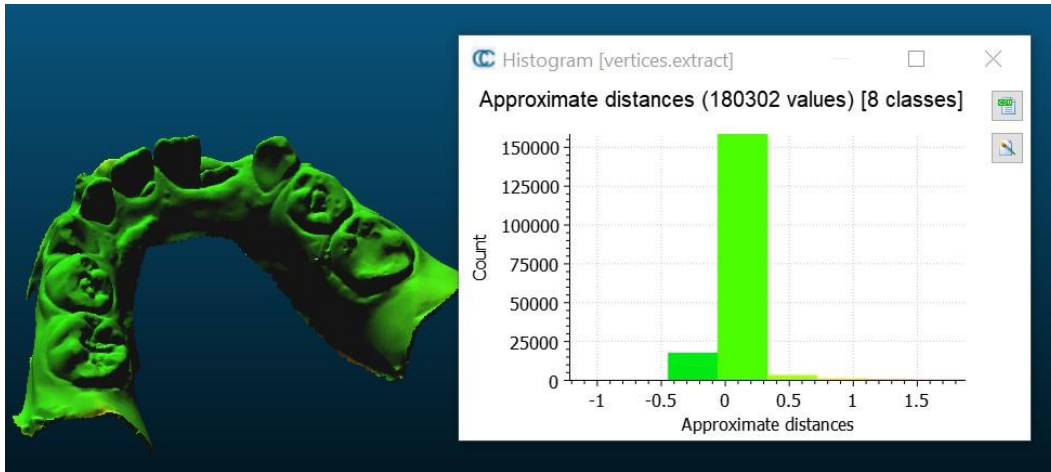 Histogram [vertices.extract]
Approximate distances (180302 values) [8 classes]
150000
125000
100000
75000
50000
25000
0
Count
-1 -0.5 0 0.5 1 1.5
Approximate distances